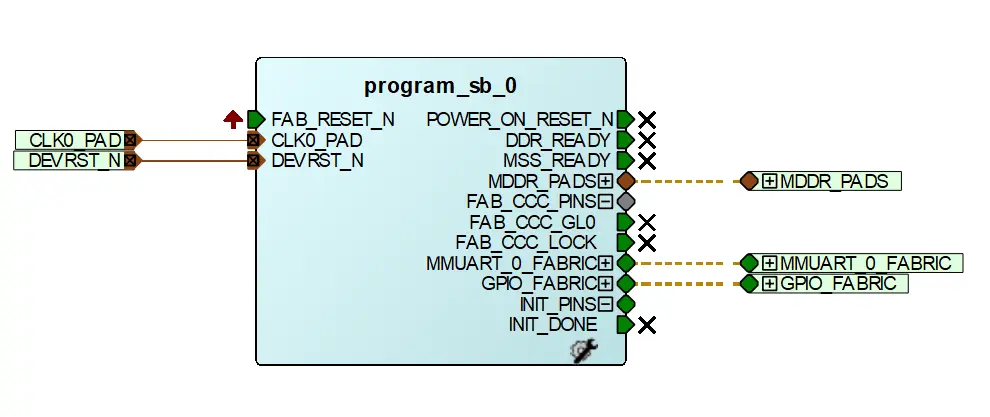 program_sb_0
FAB_RESET_N
POWER_ON_RESET_N
CLK0_PAD
CLK0_PAD
DDR_READY
DEVRST_N
DEVRST_N
MSS_READY
MDDR_PADS
MDDR_PADS
FAB_CCC_PINS
FAB_CCC_GL0
FAB_CCC_LOCK
MMUART_0_FABRIC
MMUART_0_FABRIC
GPIO_FABRIC
GPIO_FABRIC
INIT_PINS
INIT_DONE